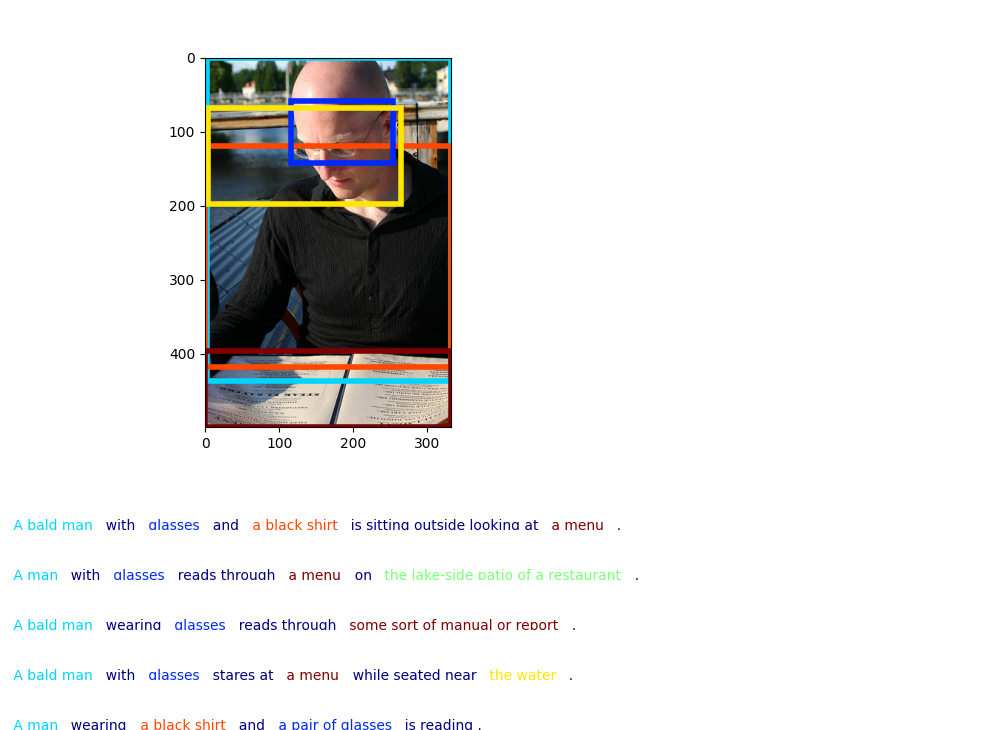 0
100
200
300
400
0 100 200 300
A bald man with glasses and a black shirt is sitting outside looking at a menu .
A man with glasses reads through a menu on the lake-side patio of a restaurant .
A bald man wearing glasses reads through some sort of manual or report .
A bald man with glasses stares at a menu while seated near the water .
A man wearing a black shirt and a pair of glasses is reading .